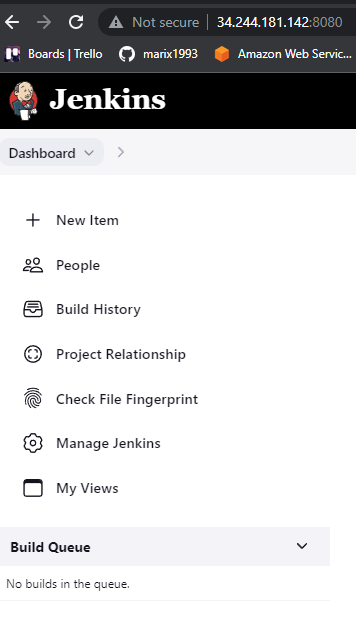 Not secure 34.244.181.142:8080
Boards | Trello marix1993 Amazon Web Servic...
Jenkins
Dashboard
New Item
People
Build History
Project Relationship
Check File Fingerprint
Manage Jenkins
My Views
Build Queue
No builds in the queue.